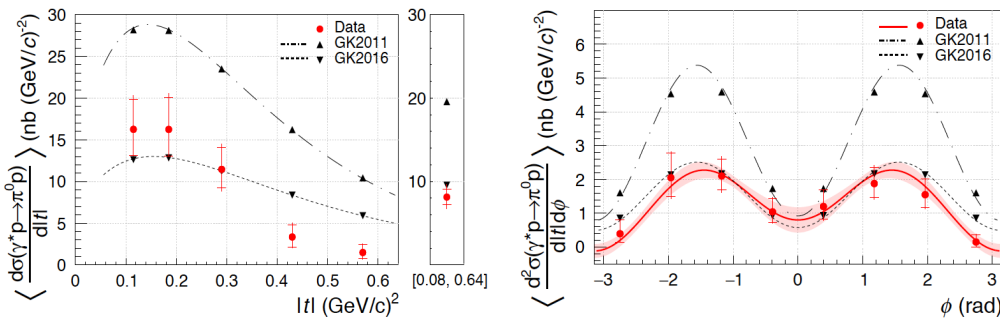 ⟨ dσ(γ*p→π⁰p) / d|t| ⟩ (nb (GeV/c)⁻²)
30
25
20
15
10
5
0
0 0.1 0.2 0.3 0.4 0.5 0.6
|t| (GeV/c)²
Data
GK2011
GK2016
30
20
10
[0.08, 0.64]
⟨ d²σ(γ*p→π⁰p) / d|t|dϕ ⟩ (nb (GeV/c)⁻²)
6
5
4
3
2
1
0
−3 −2 −1 0 1 2 3
ϕ (rad)
Data
GK2011
GK2016